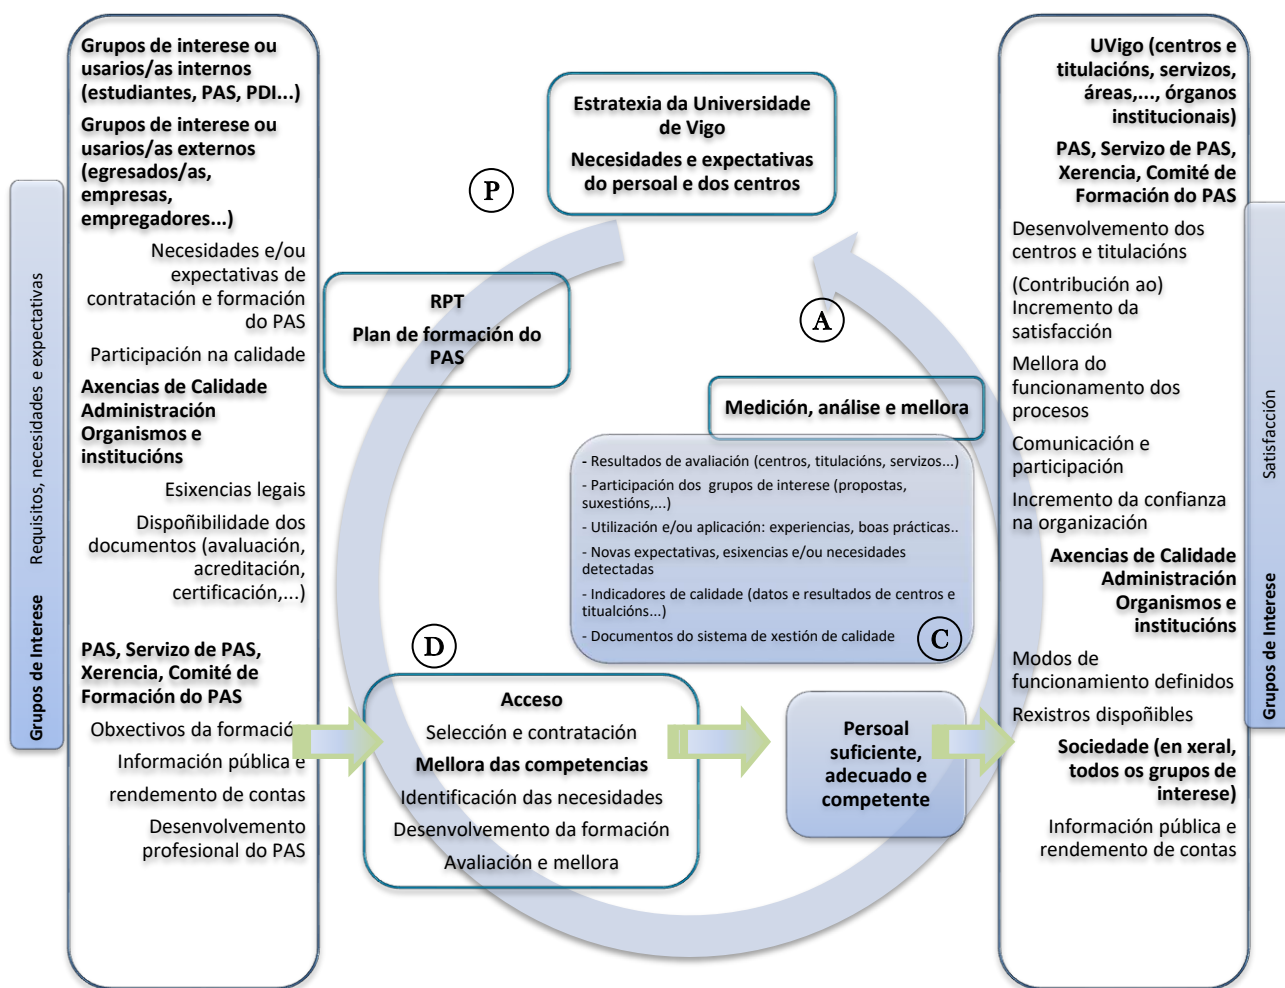 Requisitos, necesidades e expectativas
Grupos de Interese
Grupos de interese ou
usarios/as internos
(estudiantes, PAS, PDI...)
Grupos de interese ou
usarios/as externos
(egresados/as,
empresas,
empregadores...)
Necesidades e/ou
expectativas de
contratación e formación
do PAS
Participación na calidade
Axencias de Calidade
Administración
Organismos e
institucións
Esixencias legais
Dispoñibilidade dos
documentos (avaluación,
acreditación,
certificación,...)
PAS, Servizo de PAS,
Xerencia, Comité de
Formación do PAS
Obxectivos da formación
Información pública e
rendemento de contas
Desenvolvemento
profesional do PAS
Estratexia da Universidade
de Vigo
Necesidades e expectativas
do persoal e dos centros
P
RPT
Plan de formación do
PAS
A
Medición, análise e mellora
- Resultados de avaliación (centros, titulacións, servizos...)
- Participación dos grupos de interese (propostas,
suxestións,...)
- Utilización e/ou aplicación: experiencias, boas prácticas..
- Novas expectativas, esixencias e/ou necesidades
detectadas
- Indicadores de calidade (datos e resultados de centros e
titualcións...)
- Documentos do sistema de xestión de calidade
C
D
Acceso
Selección e contratación
Mellora das competencias
Identificación das necesidades
Desenvolvemento da formación
Avaliación e mellora
Persoal
suficiente,
adecuado e
competente
UVigo (centros e
titulacións, servizos,
áreas,..., órganos
institucionais)
PAS, Servizo de PAS,
Xerencia, Comité de
Formación do PAS
Desenvolvemento dos
centros e titulacións
(Contribución ao)
Incremento da
satisfacción
Mellora do
funcionamento dos
procesos
Comunicación e
participación
Incremento da confianza
na organización
Axencias de Calidade
Administración
Organismos e
institucións
Modos de
funcionamiento definidos
Rexistros dispoñibles
Sociedade (en xeral,
todos os grupos de
interese)
Información pública e
rendemento de contas
Satisfacción
Grupos de Interese